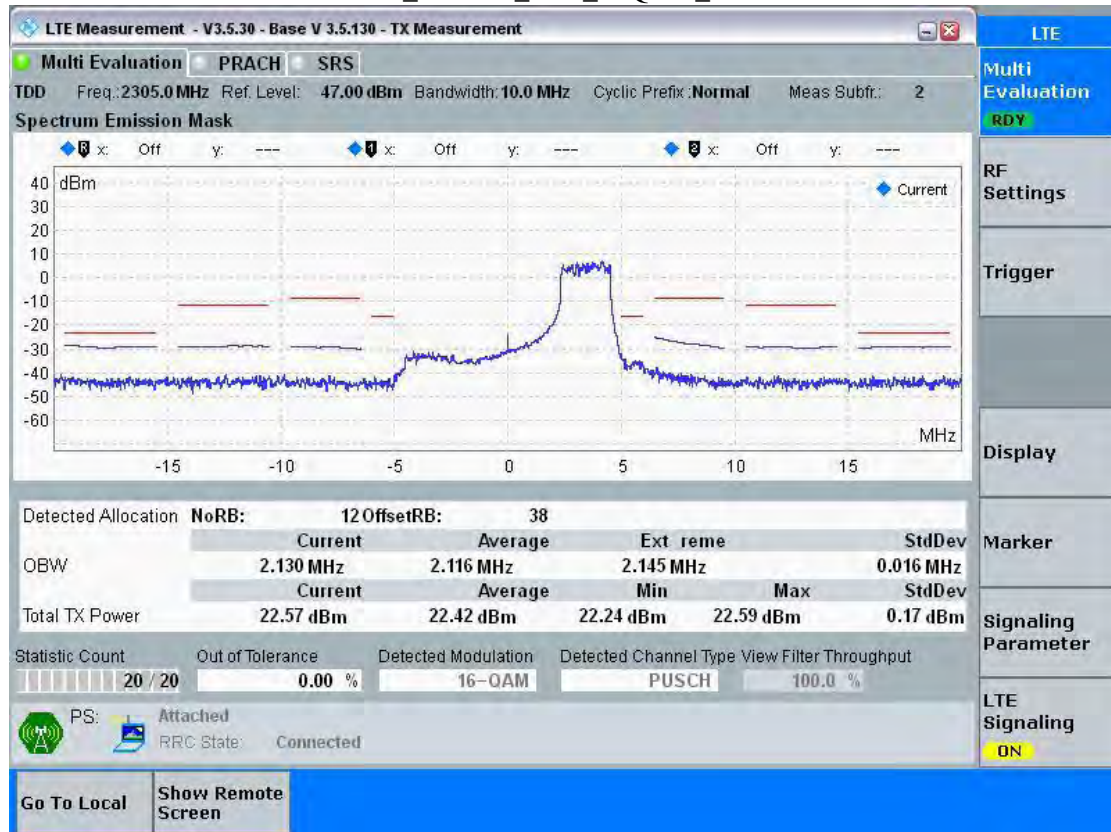 LTE Measurement - V3.5.30 - Base V 3.5.130 - TX Measurement
LTE
Multi Evaluation PRACH SRS
Multi Evaluation
RDY
TDD Freq.:2305.0 MHz Ref. Level: 47.00 dBm Bandwidth:10.0 MHz Cyclic Prefix :Normal Meas Subfr.: 2
Spectrum Emission Mask
R x: Off y: --- 1 x: Off y: --- 2 x: Off y: ---
dBm
Current
40
30
20
10
0
-10
-20
-30
-40
-50
-60
MHz
-15 -10 -5 0 5 10 15
RF
Settings
Trigger
Display
Marker
Signaling
Parameter
LTE
Signaling
ON
Detected Allocation NoRB: 12 OffsetRB: 38
Current Average Ext reme StdDev
OBW 2.130 MHz 2.116 MHz 2.145 MHz 0.016 MHz
Current Average Min Max StdDev
Total TX Power 22.57 dBm 22.42 dBm 22.24 dBm 22.59 dBm 0.17 dBm
Statistic Count Out of Tolerance Detected Modulation Detected Channel Type View Filter Throughput
20 / 20 0.00 % 16-QAM PUSCH 100.0 %
PS: Attached
RRC State: Connected
Go To Local
Show Remote
Screen